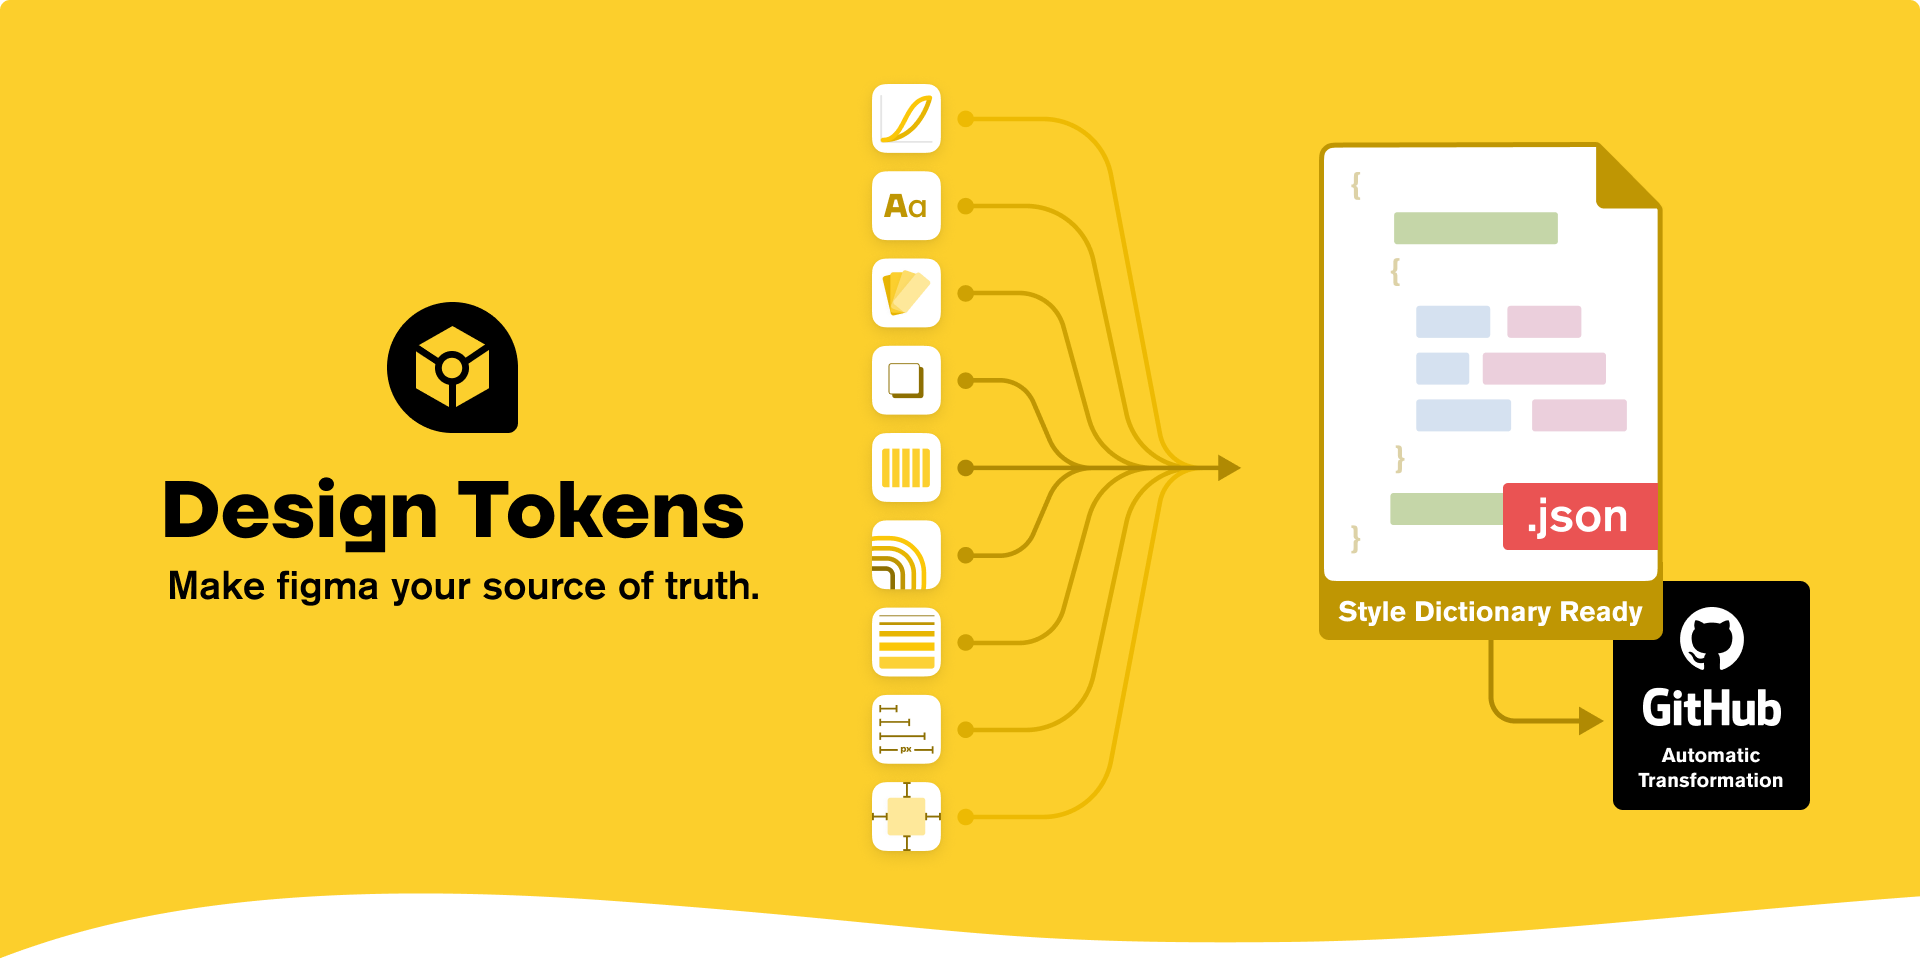 Design Tokens
Make figma your source of truth.
Aa
px
{
{
}
}
.json
Style Dictionary Ready
GitHub
Automatic
Transformation